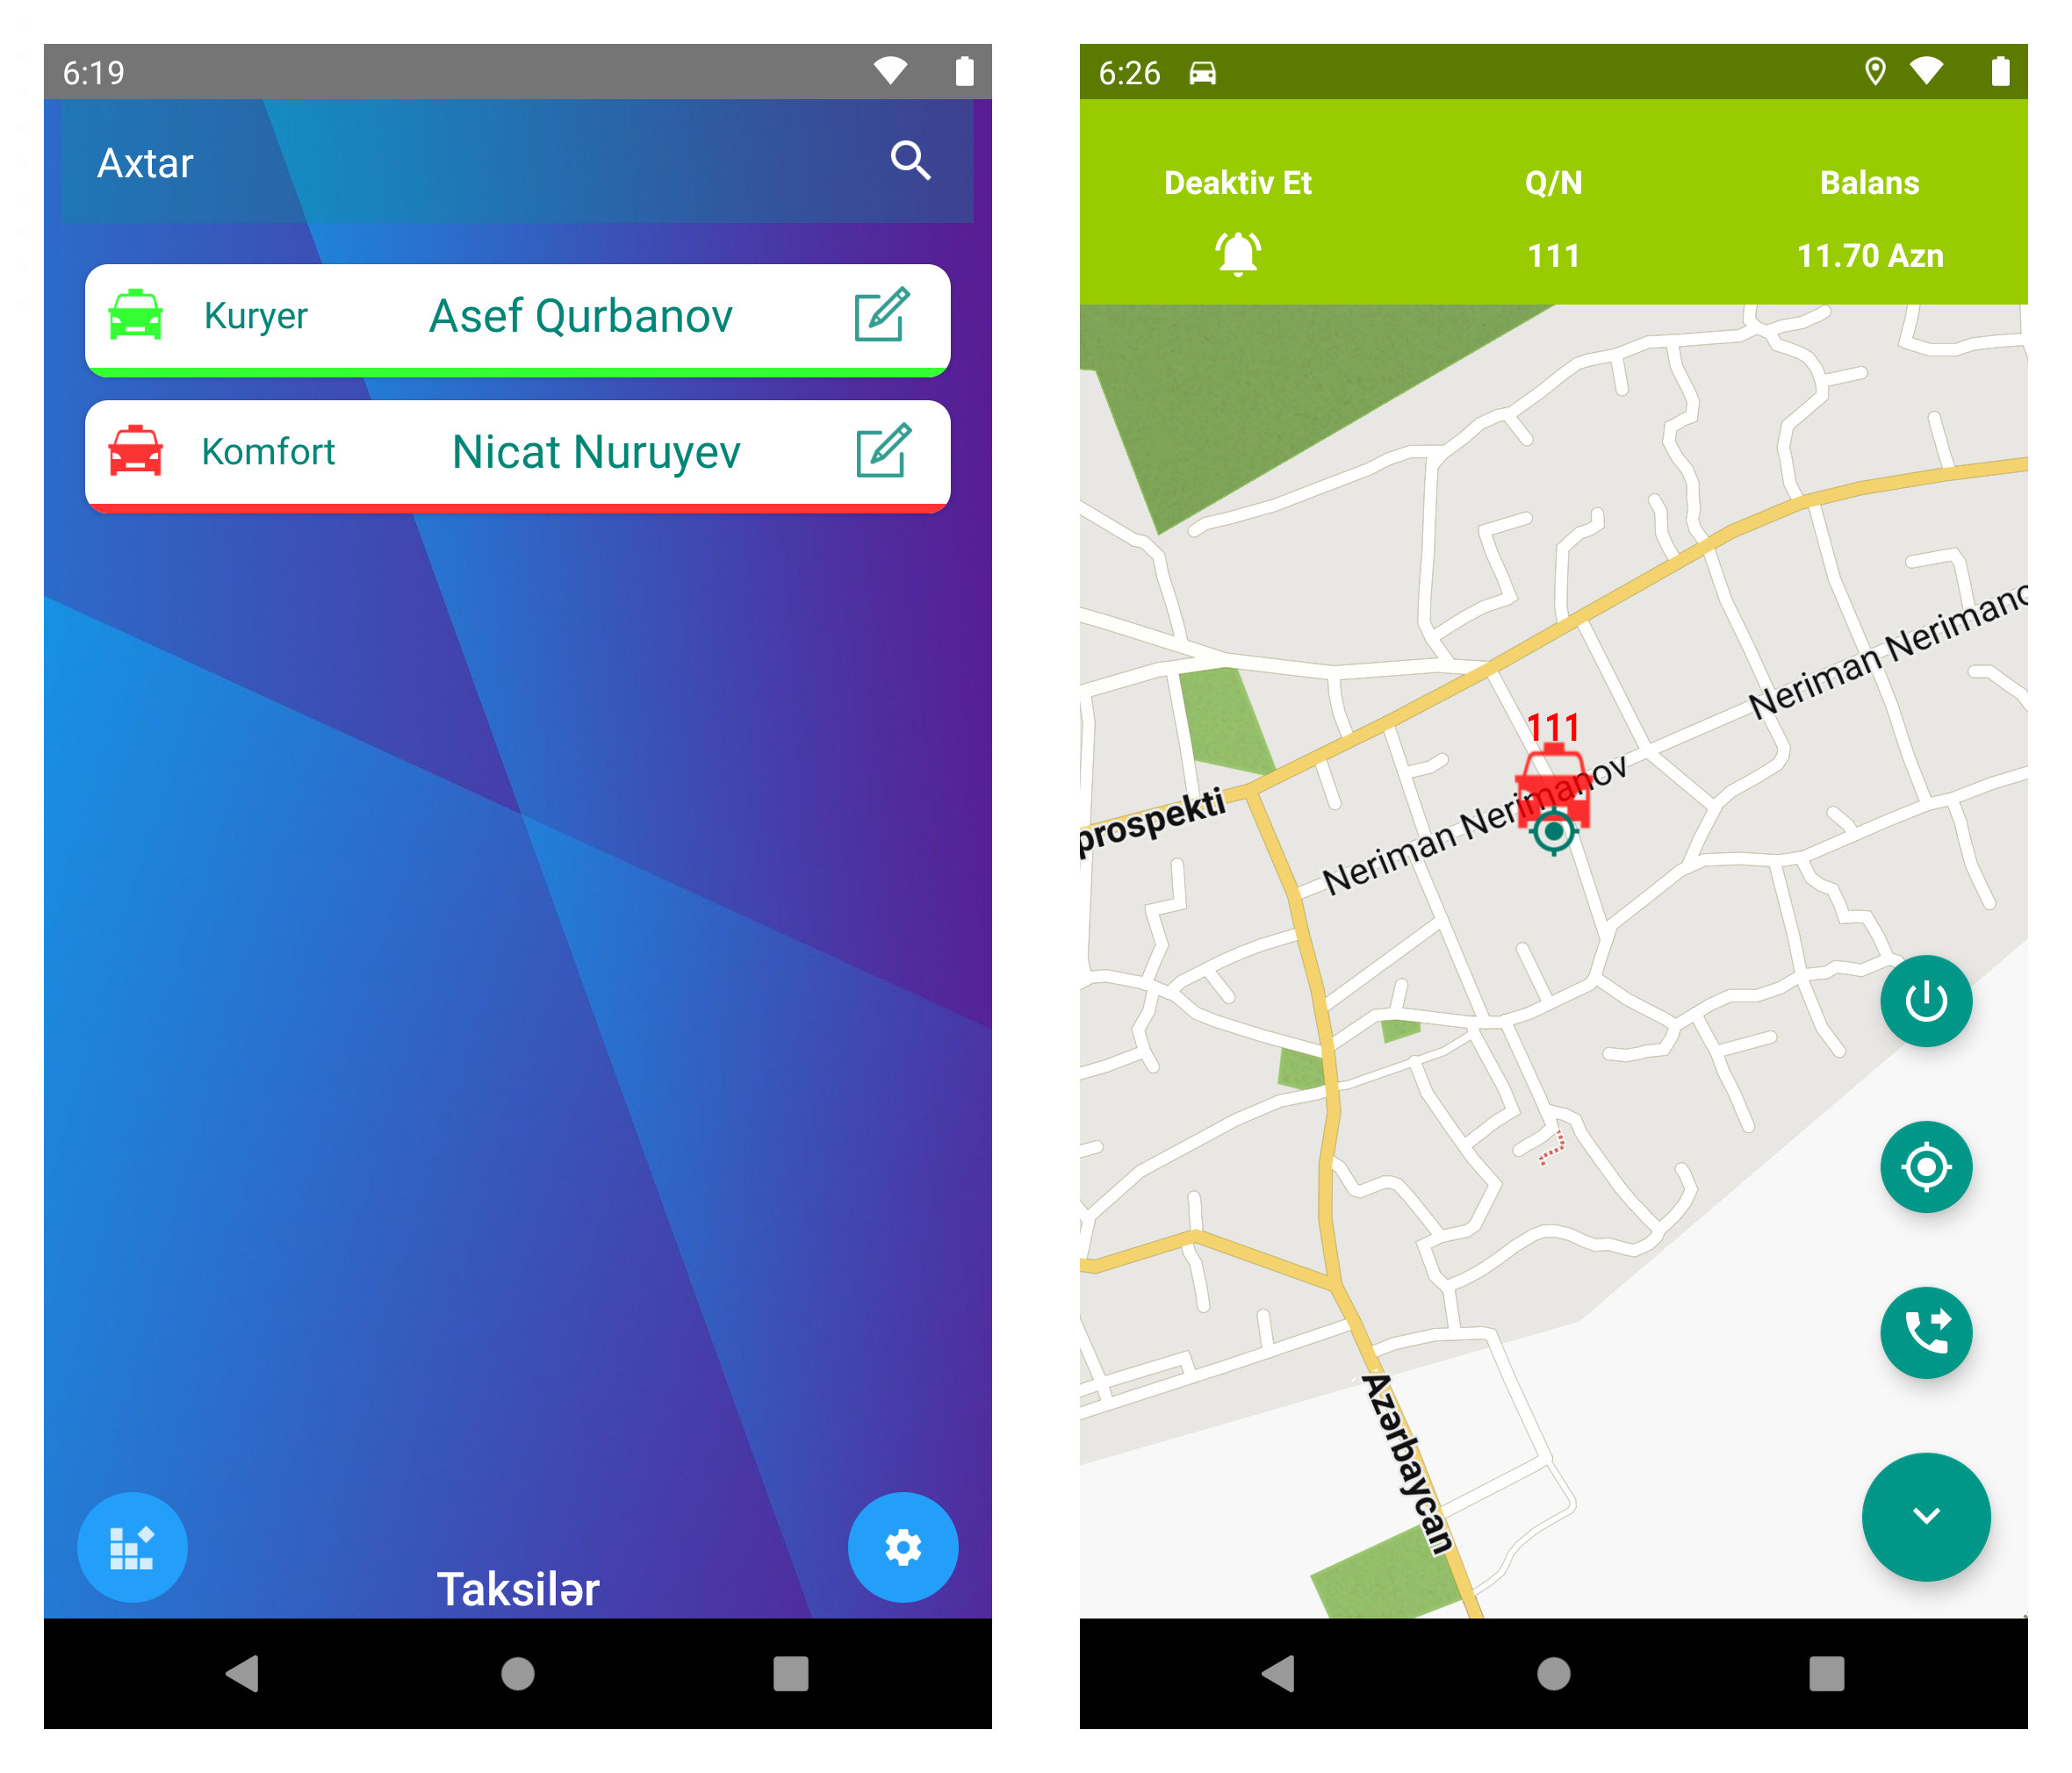 6:19
Axtar
Kuryer Asef Qurbanov
Komfort Nicat Nuruyev
Taksilər
6:26
Deaktiv Et Q/N Balans
111 11.70 Azn
Neriman
111
Neriman Nerimanov
prospekti
Azərbaycan